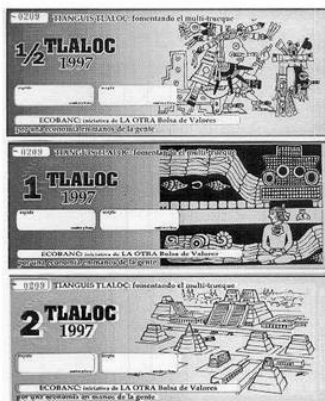 0209 TIANGUIS TLALOC: fomentando el multi-trueque
1/2 TLALOC
1997
ECOBANC: iniciativa de LA OTRA Bolsa de Valores
por una economía en manos de la gente
0209 TIANGUIS TLALOC: fomentando el multi-trueque
1 TLALOC
1997
ECOBANC: iniciativa de LA OTRA Bolsa de Valores
por una economía en manos de la gente
0209 TIANGUIS TLALOC: fomentando el multi-trueque
2 TLALOC
1997
ECOBANC: iniciativa de LA OTRA Bolsa de Valores
por una economía en manos de la gente